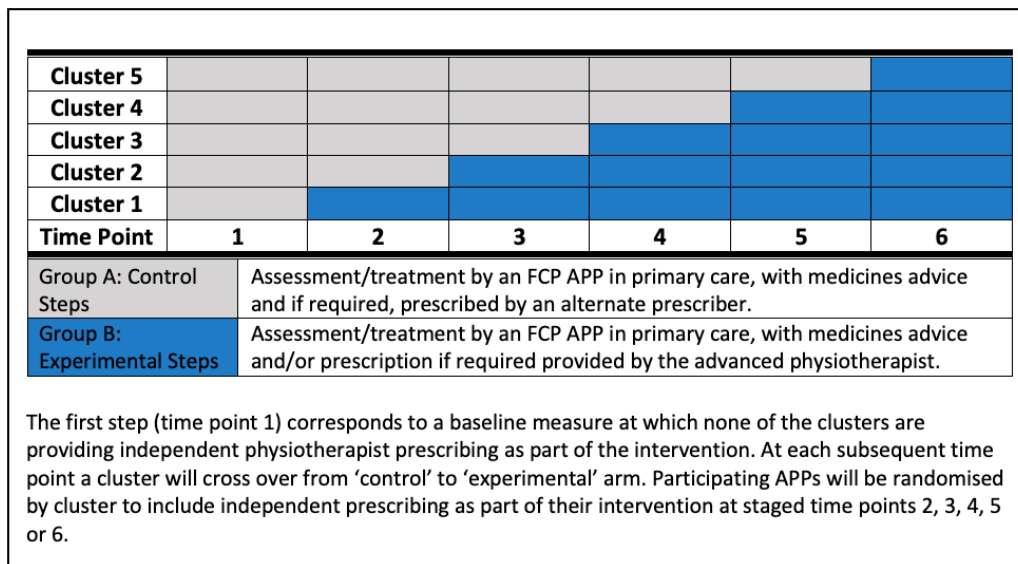 Cluster 5
Cluster 4
Cluster 3
Cluster 2
Cluster 1
Time Point 1 2 3 4 5 6
Group A: Control
Steps
Assessment/treatment by an FCP APP in primary care, with medicines advice
and if required, prescribed by an alternate prescriber.
Group B:
Experimental Steps
Assessment/treatment by an FCP APP in primary care, with medicines advice
and/or prescription if required provided by the advanced physiotherapist.
The first step (time point 1) corresponds to a baseline measure at which none of the clusters are
providing independent physiotherapist prescribing as part of the intervention. At each subsequent time
point a cluster will cross over from ‘control’ to ‘experimental’ arm. Participating APPs will be randomised
by cluster to include independent prescribing as part of their intervention at staged time points 2, 3, 4, 5
or 6.